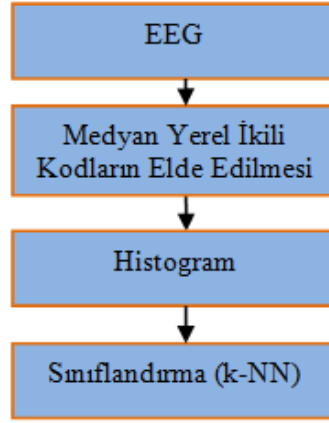 EEG
Medyan Yerel İkili
Kodların Elde Edilmesi
Histogram
Sınıflandırma (k-NN)